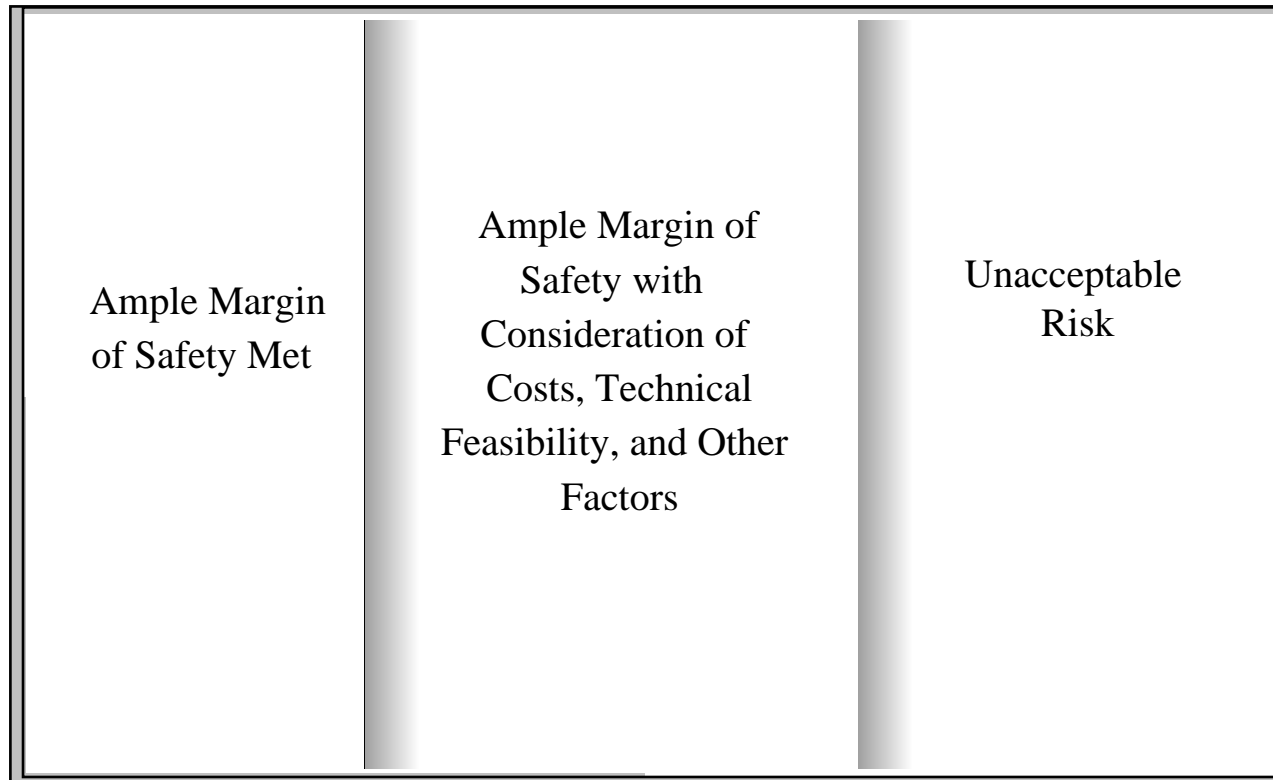 Ample Margin
of Safety Met
Ample Margin of
Safety with
Consideration of
Costs, Technical
Feasibility, and Other
Factors
Unacceptable
Risk